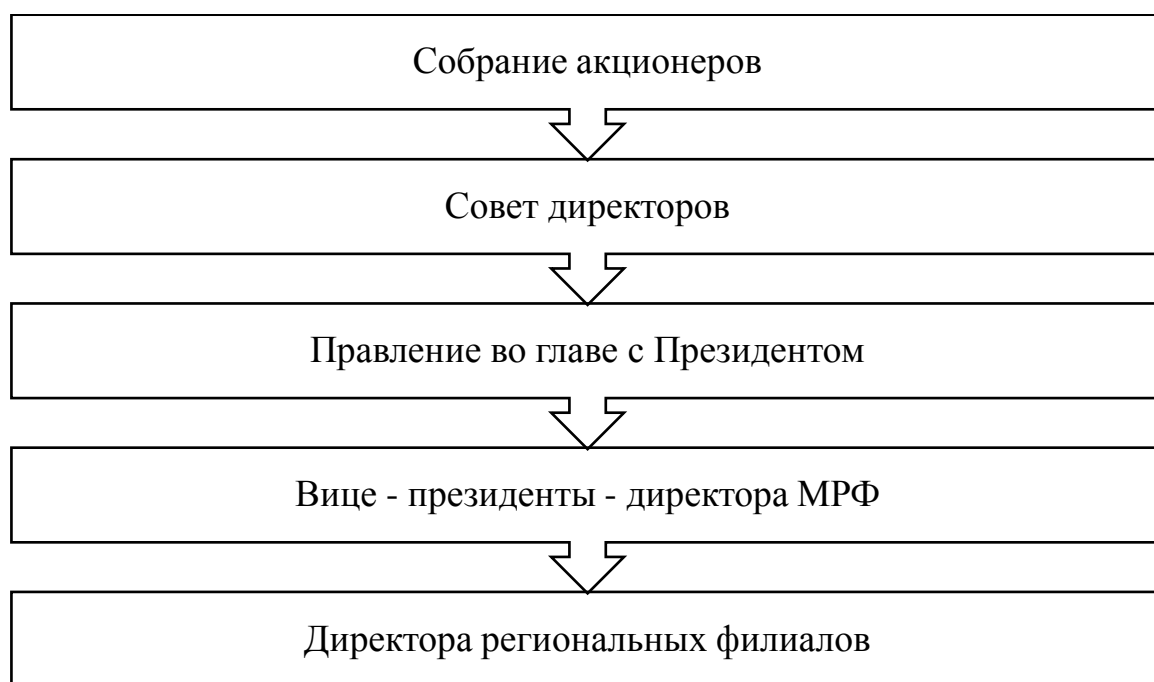 Собрание акционеров
Совет директоров
Правление во главе с Президентом
Вице - президенты - директора МРФ
Директора региональных филиалов